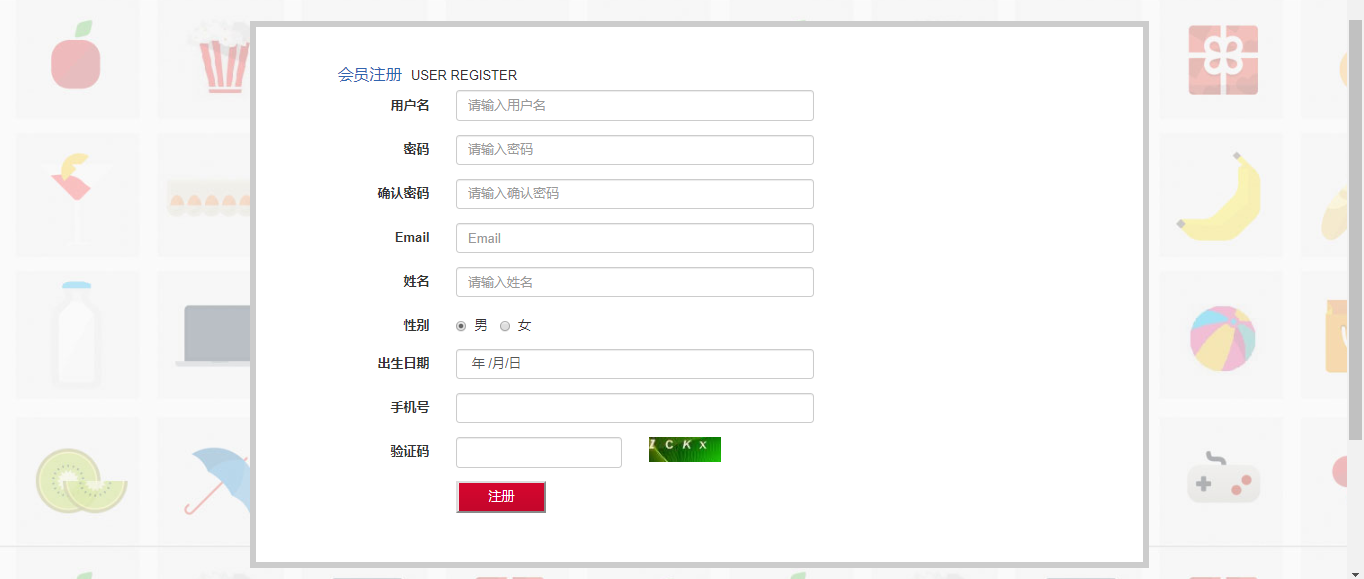 会员注册 USER REGISTER
用户名 请输入用户名
密码 请输入密码
确认密码 请输入确认密码
Email Email
姓名 请输入姓名
性别 男 女
出生日期 年 /月/日
手机号
验证码 Z C K X
注册